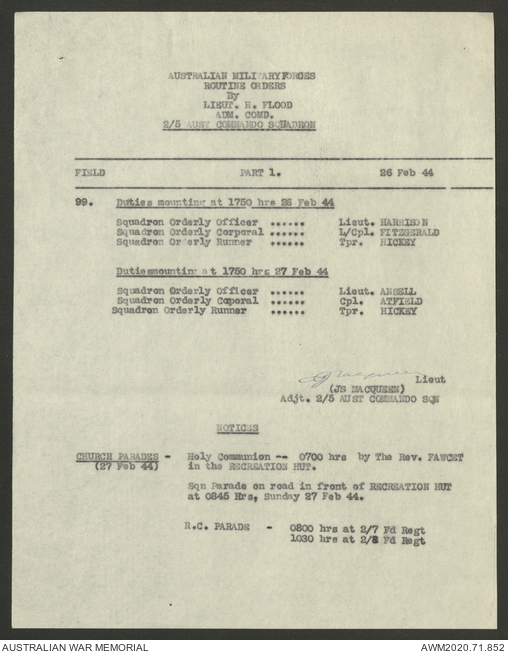 AUSTRALIAN MILITARY FORCES
ROUTINE ORDERS
By
LIEUT. H. FLOOD
ADM. COMD.
2/5 AUST COMMANDO SQUADRON
FIELD PART 1. 26 Feb 44
99. Duties mounting at 1750 hrs 26 Feb 44
Squadron Orderly Officer ...... Lieut. HARRISON
Squadron Orderly Corporal ...... L/Cpl. FITZGERALD
Squadron Orderly Runner ...... Tpr. HICKEY
Dutiesmounting at 1750 hrs 27 Feb 44
Squadron Orderly Officer ...... Lieut. ANSELL
Squadron Orderly Coporal ...... Cpl. ATFIELD
Squadron Orderly Runner ...... Tpr. HICKEY
Lieut
(JS MACQUEEN)
Adjt. 2/5 AUST COMMANDO SQN
NOTICES
CHURCH PARADES - Holy Communion -- 0700 hrs by The Rev. FAWCET
(27 Feb 44) in the RECREATION HUT.
Sqn Parade on road in front of RECREATION HUT
at 0845 Hrs, Sunday 27 Feb 44.
R.C. PARADE - 0800 hrs at 2/7 Fd Regt
1030 hrs at 2/8 Fd Regt
AUSTRALIAN WAR MEMORIAL AWM2020.71.852